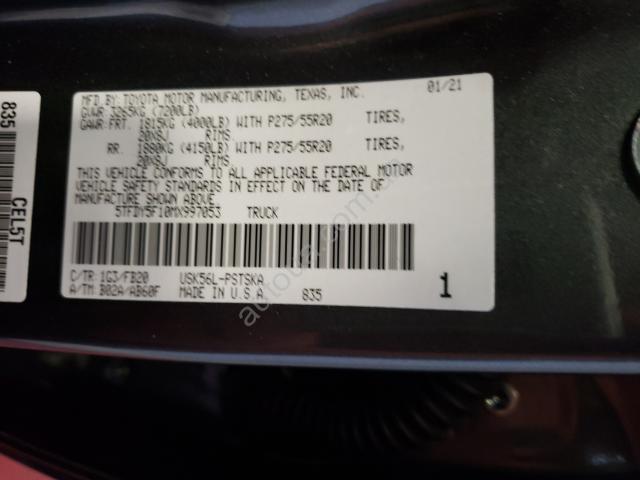 MFD.BY:TOYOTA MOTOR MANUFACTURING, TEXAS, INC. 01/21
GVWR 3265KG (7200LB)
GAWR:FRT. 1815KG (4000LB) WITH P275/55R20 TIRES,
20X8J RIMS.
RR. 1880KG (4150LB) WITH P275/55R20 TIRES,
20X8J RIMS.
THIS VEHICLE CONFORMS TO ALL APPLICABLE FEDERAL MOTOR
VEHICLE SAFETY STANDARDS IN EFFECT ON THE DATE OF
MANUFACTURE SHOWN ABOVE.
5TFDY5F10MX997053 TRUCK
C/TR:1G3/FB20 USK56L-PSTSKA
A/TM:B02A/AB60F MADE IN U.S.A. 835 1
835 CEL5T